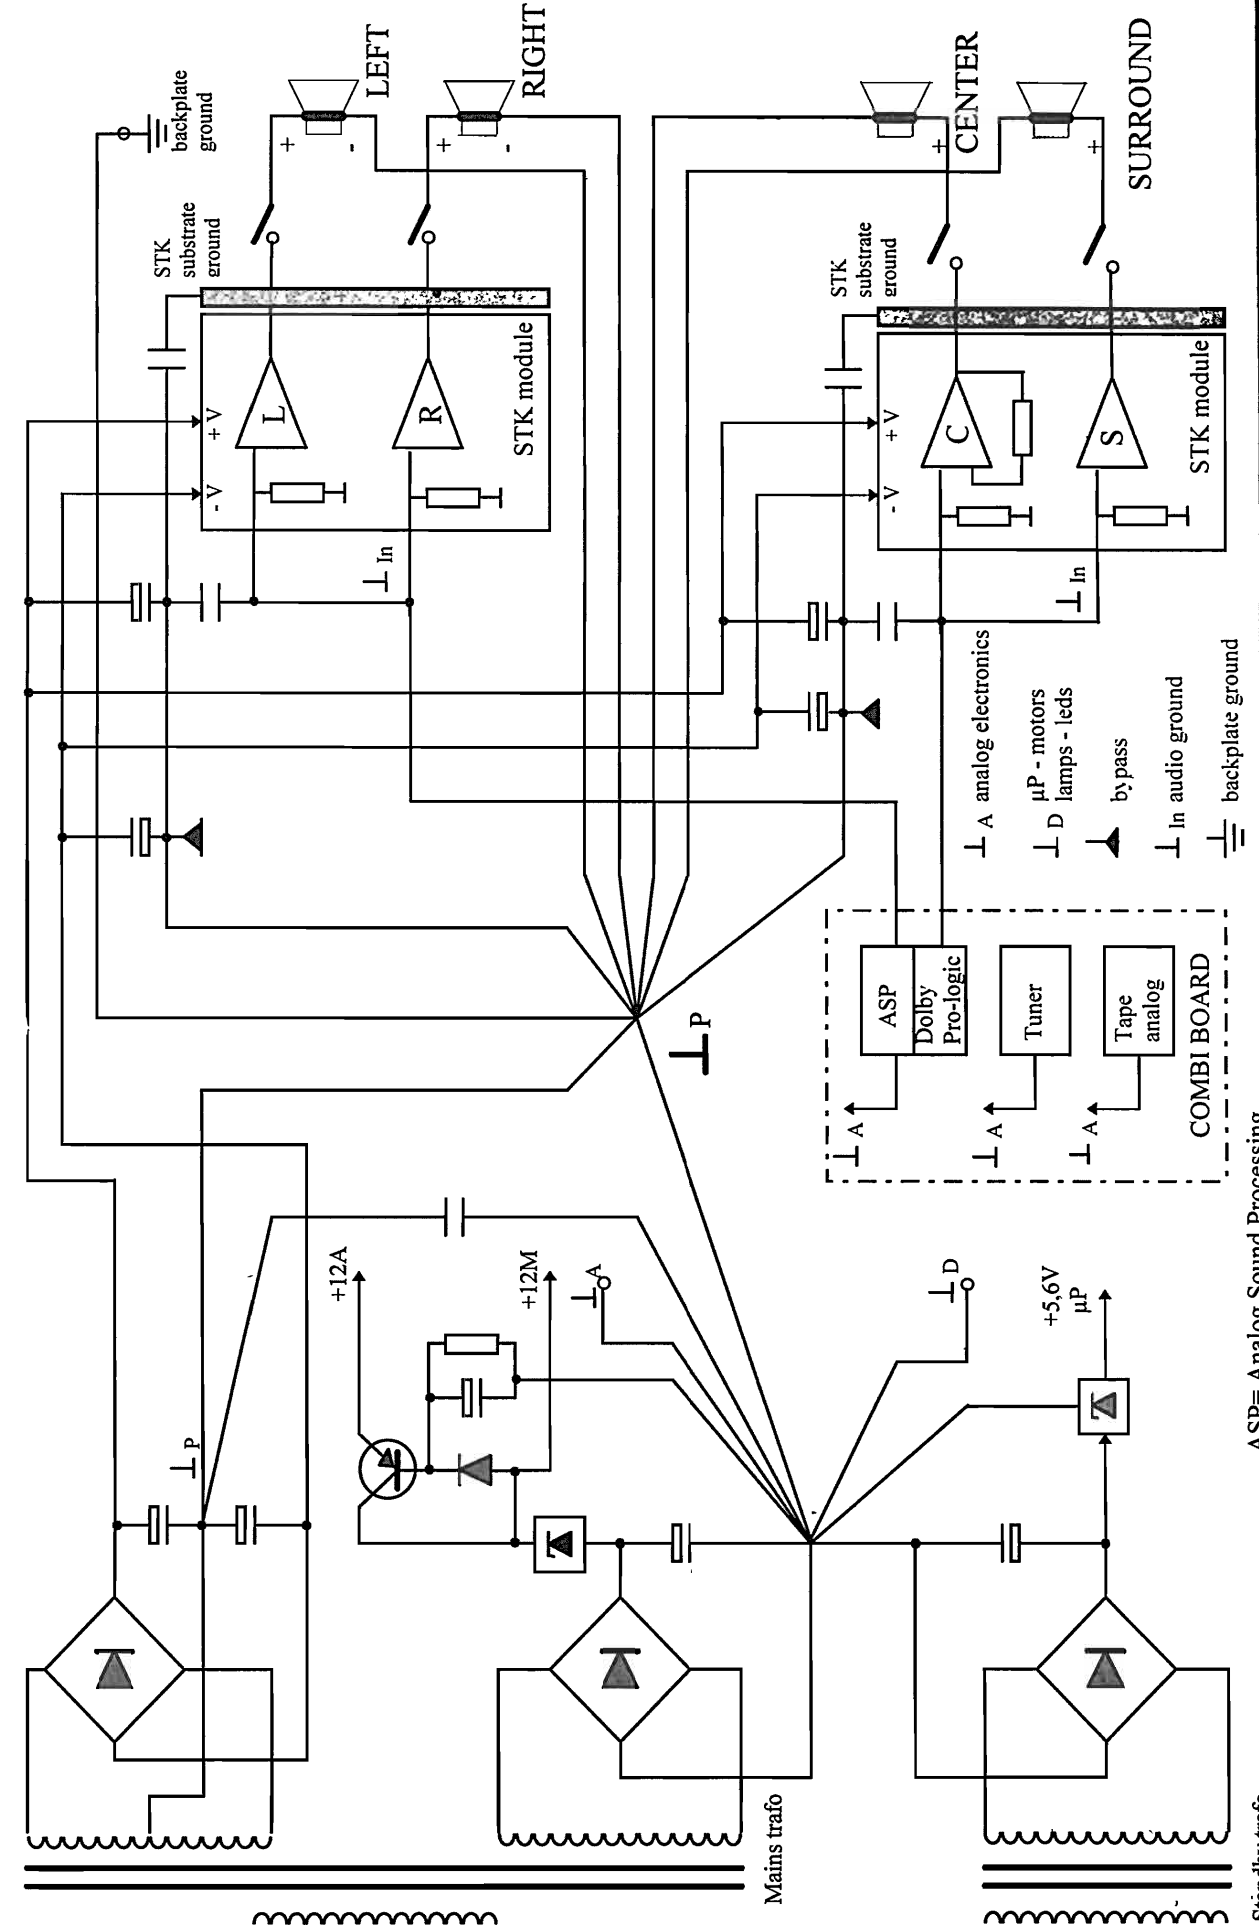 LEFT
RIGHT
CENTER
SURROUND
backplate
ground
STK
substrate
ground
STK
substrate
ground
+
-
+
-
+
+
+ V
- V
L
R
STK module
In
+ V
- V
C
S
STK module
In
A analog electronics
D µP - motors
lamps - leds
bypass
In audio ground
backplate ground
P
ASP
Dolby
Pro-logic
Tuner
Tape
analog
A
A
A
COMBI BOARD
P
+12A
+12M
A
D
+5,6V
µP
Mains trafo
ASP= Analog Sound Processing